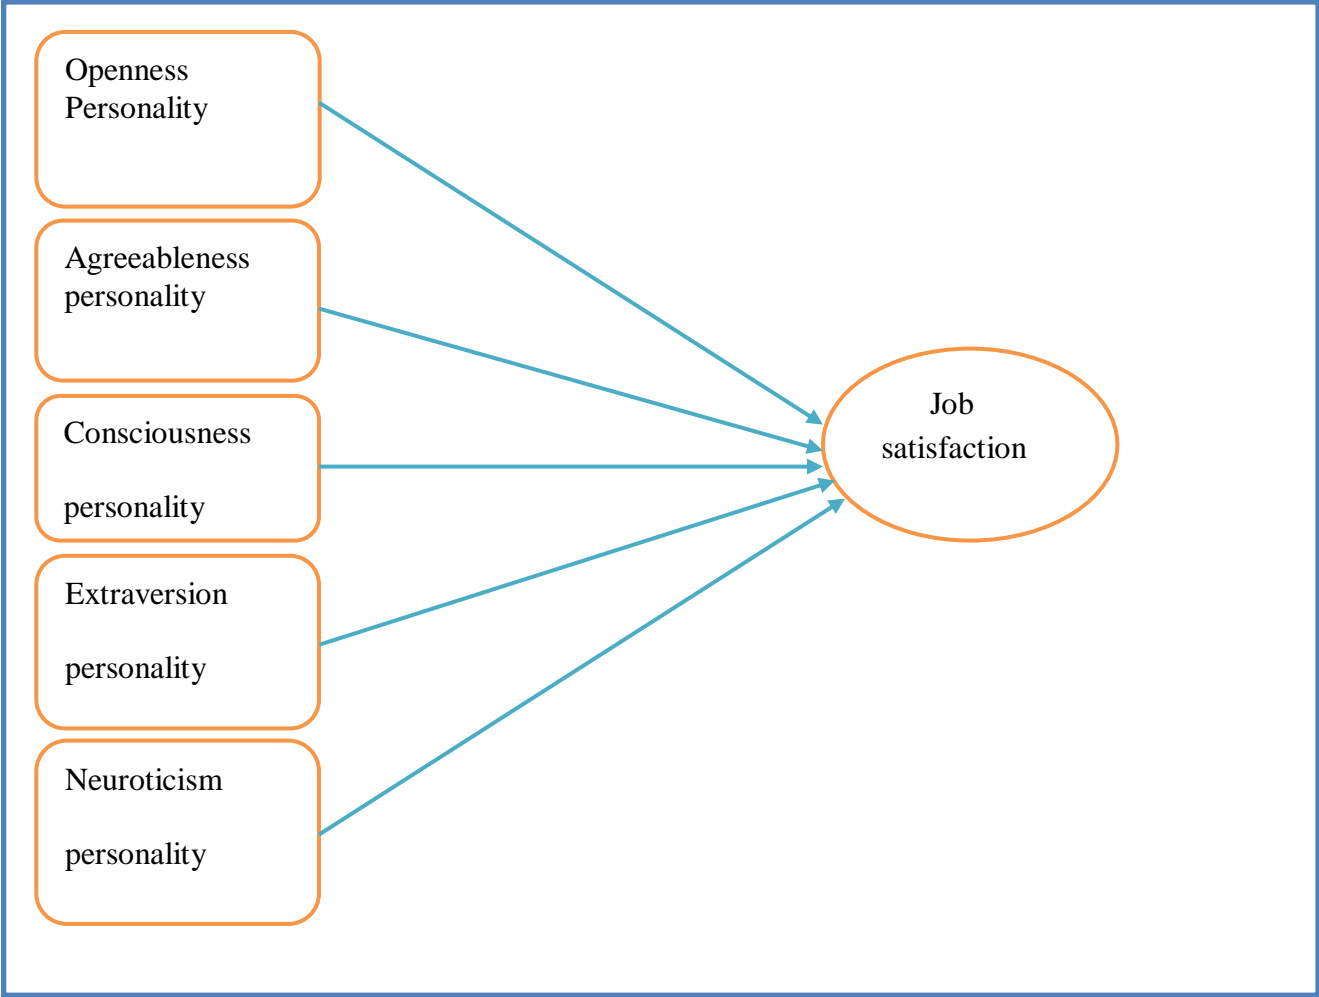 Openness
Personality
Agreeableness
personality
Consciousness
personality
Extraversion
personality
Neuroticism
personality
Job
satisfaction